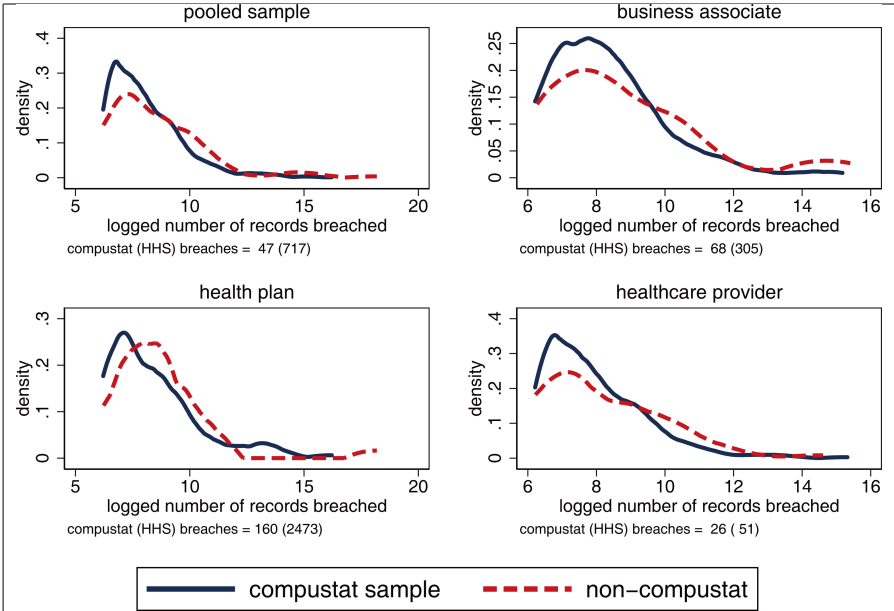 pooled sample
density
.4
.3
.2
.1
0
5 10 15 20
logged number of records breached
compustat (HHS) breaches = 47 (717)
business associate
density
.25
.2
.15
.1
.05
0
6 8 10 12 14 16
logged number of records breached
compustat (HHS) breaches = 68 (305)
health plan
density
.3
.2
.1
0
5 10 15 20
logged number of records breached
compustat (HHS) breaches = 160 (2473)
healthcare provider
density
.4
.3
.2
.1
0
6 8 10 12 14 16
logged number of records breached
compustat (HHS) breaches = 26 ( 51)
compustat sample non-compustat